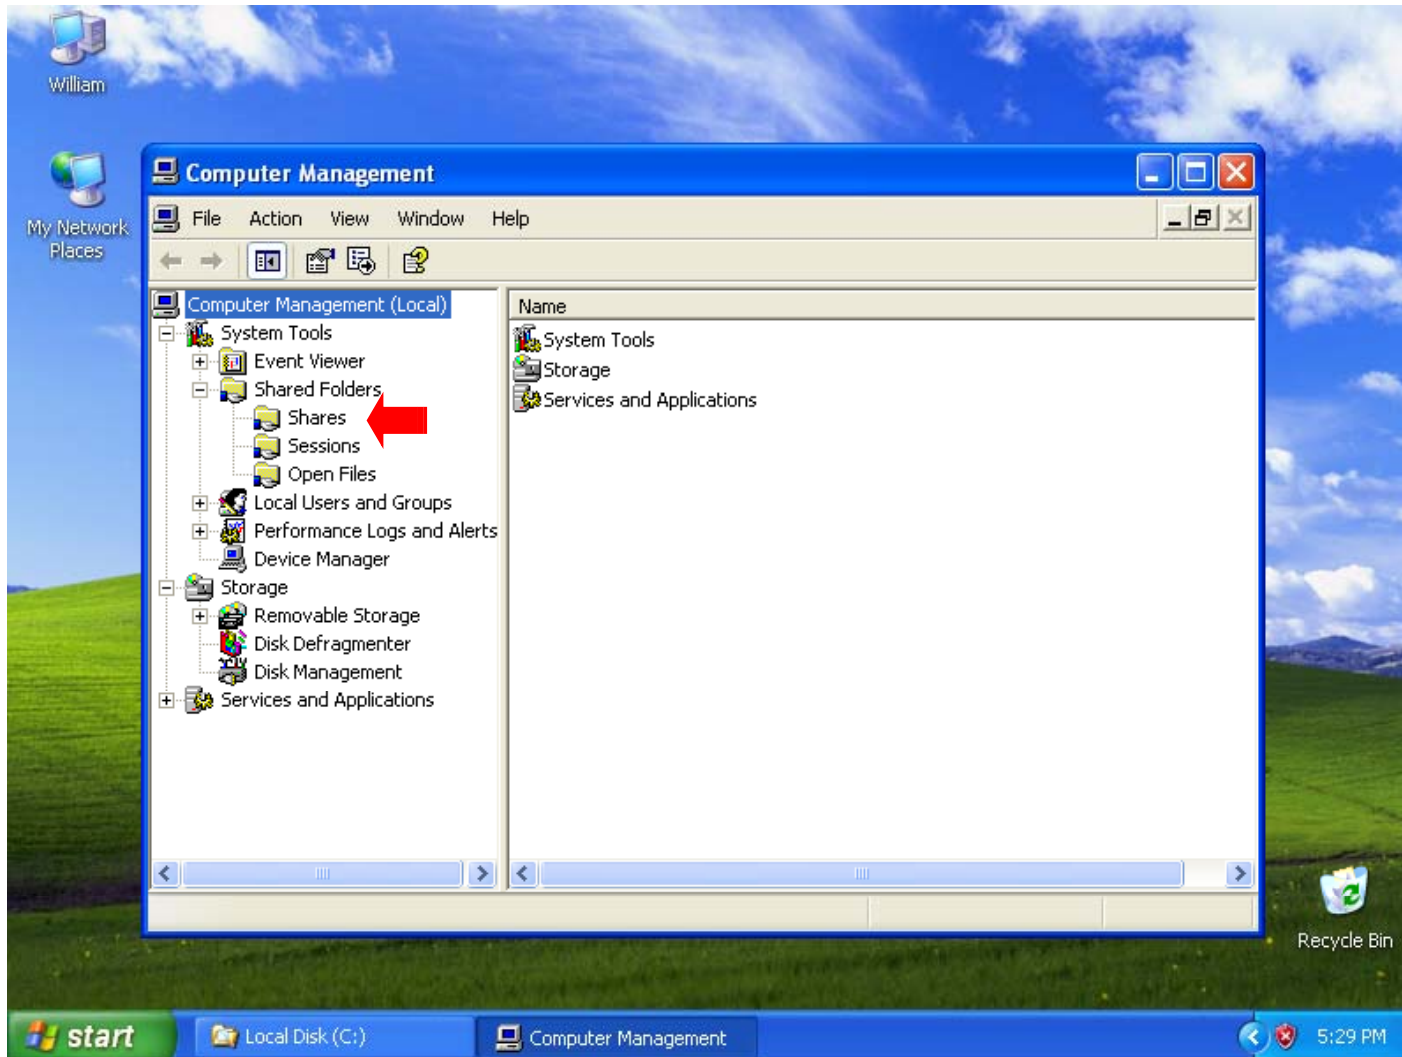 William
My Network
Places
Computer Management
File Action View Window Help
Computer Management (Local)
System Tools
Event Viewer
Shared Folders
Shares
Sessions
Open Files
Local Users and Groups
Performance Logs and Alerts
Device Manager
Storage
Removable Storage
Disk Defragmenter
Disk Management
Services and Applications
Name
System Tools
Storage
Services and Applications
Recycle Bin
start
Local Disk (C:)
Computer Management
5:29 PM